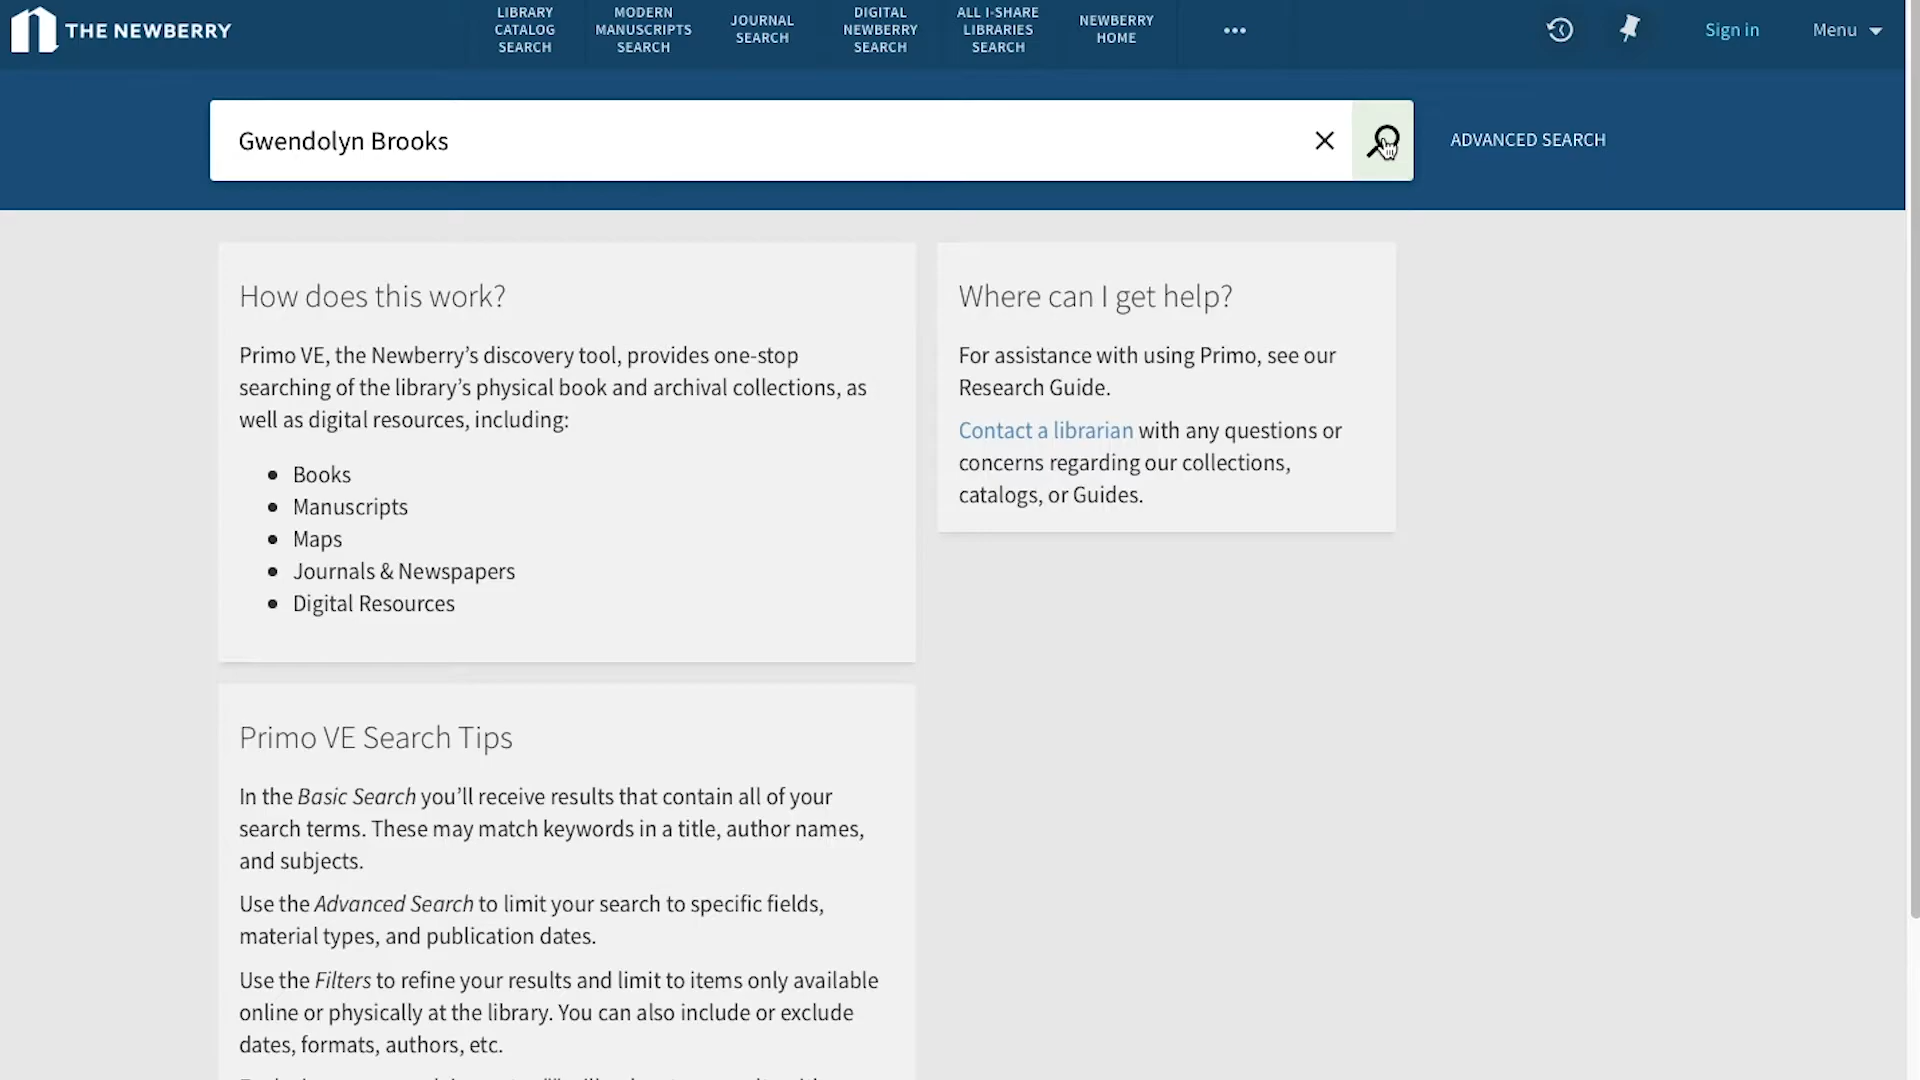 THE NEWBERRY
LIBRARY
CATALOG
SEARCH
MODERN
MANUSCRIPTS
SEARCH
JOURNAL
SEARCH
DIGITAL
NEWBERRY
SEARCH
ALL I-SHARE
LIBRARIES
SEARCH
NEWBERRY
HOME
Sign in
Menu
Gwendolyn Brooks
ADVANCED SEARCH
How does this work?
Primo VE, the Newberry’s discovery tool, provides one-stop
searching of the library’s physical book and archival collections, as
well as digital resources, including:
Books
Manuscripts
Maps
Journals & Newspapers
Digital Resources
Where can I get help?
For assistance with using Primo, see our
Research Guide.
Contact a librarian with any questions or
concerns regarding our collections,
catalogs, or Guides.
Primo VE Search Tips
In the Basic Search you’ll receive results that contain all of your
search terms. These may match keywords in a title, author names,
and subjects.
Use the Advanced Search to limit your search to specific fields,
material types, and publication dates.
Use the Filters to refine your results and limit to items only available
online or physically at the library. You can also include or exclude
dates, formats, authors, etc.